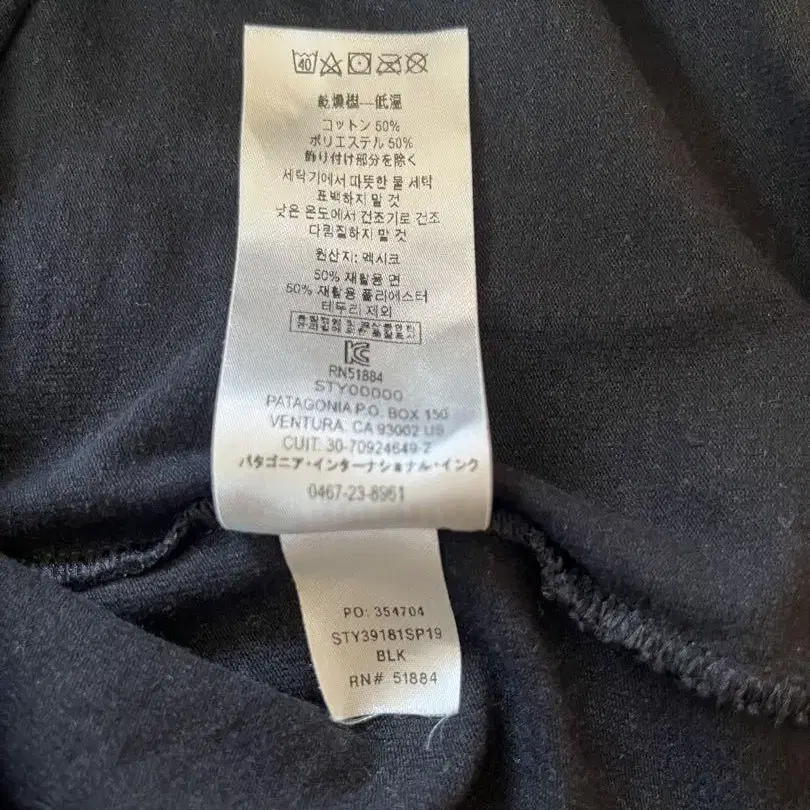 40
乾燥樹—低温
コットン 50%
ポリエステル 50%
飾り付け部分を除く
세탁기에서 따뜻한 물 세탁
표백하지 말 것
낮은 온도에서 건조기로 건조
다림질하지 말 것
원산지: 멕시코
50% 재활용 면
50% 재활용 폴리에스터
테두리 제외
RN51884
STY00000
PATAGONIA P.O. BOX 150
VENTURA. CA 93002 US
CUIT. 30-70924649-2
パタゴニア・インターナショナル・インク
0467-23-8961
PO: 354704
STY39181SP19
BLK
RN# 51884